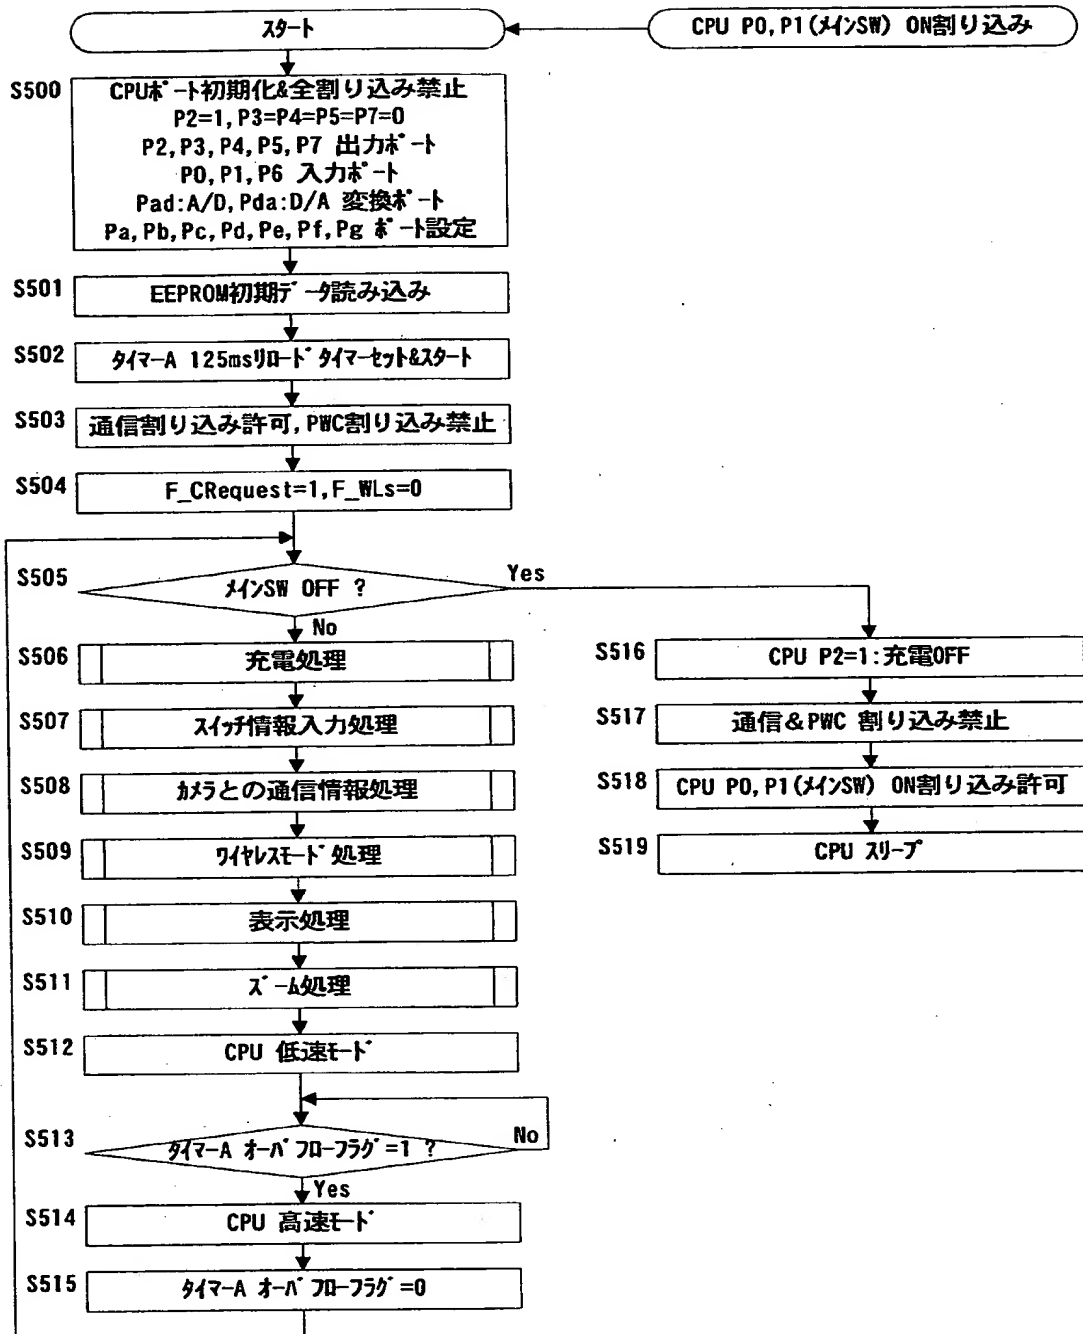 スタート
CPU P0,P1(メインSW) ON割り込み
S500
CPUポート初期化&全割り込み禁止
P2=1,P3=P4=P5=P7=0
P2,P3,P4,P5,P7 出力ポート
P0,P1,P6 入力ポート
Pad:A/D,Pda:D/A 変換ポート
Pa,Pb,Pc,Pd,Pe,Pf,Pg ポート設定
S501
EEPROM初期データ読み込み
S502
タイマーA 125msリロードタイマーセット&スタート
S503
通信割り込み許可,PWC割り込み禁止
S504
F_CRequest=1,F_WLs=0
S505
メインSW OFF ?
Yes
No
S506
充電処理
S507
スイッチ情報入力処理
S508
カメラとの通信情報処理
S509
ワイヤレスモード処理
S510
表示処理
S511
ズーム処理
S512
CPU 低速モード
S513
タイマーA オーバフローフラグ=1 ?
No
Yes
S514
CPU 高速モード
S515
タイマーA オーバフローフラグ=0
S516
CPU P2=1:充電OFF
S517
通信&PWC 割り込み禁止
S518
CPU P0,P1(メインSW) ON割り込み許可
S519
CPU スリープ